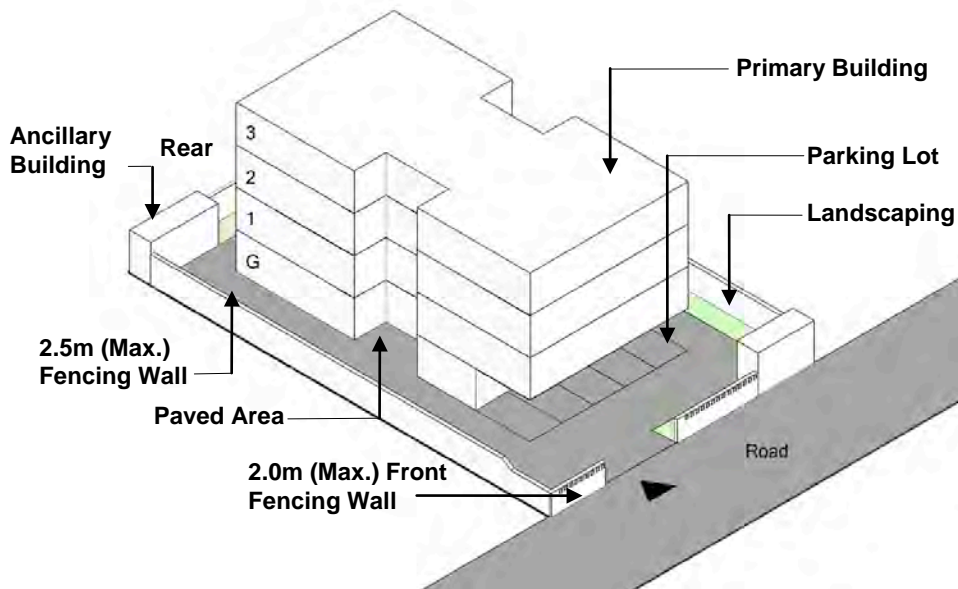 Primary Building
Ancillary
Building
Rear
Parking Lot
Landscaping
3
2
1
G
2.5m (Max.)
Fencing Wall
Paved Area
2.0m (Max.) Front
Fencing Wall
Road